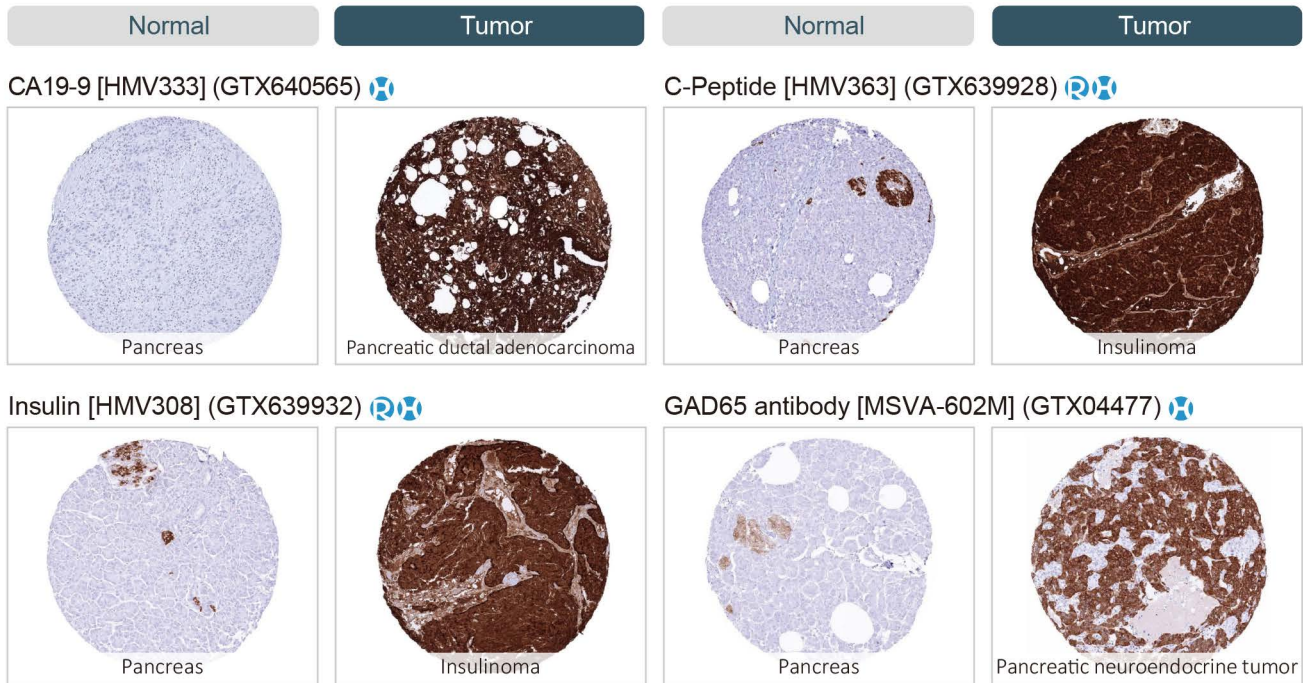 Normal
Tumor
Normal
Tumor
CA19-9 [HMV333] (GTX640565) R H
C-Peptide [HMV363] (GTX639928) R H
Pancreas
Pancreatic ductal adenocarcinoma
Pancreas
Insulinoma
Insulin [HMV308] (GTX639932) R H
GAD65 antibody [MSVA-602M] (GTX04477) H
Pancreas
Insulinoma
Pancreas
Pancreatic neuroendocrine tumor